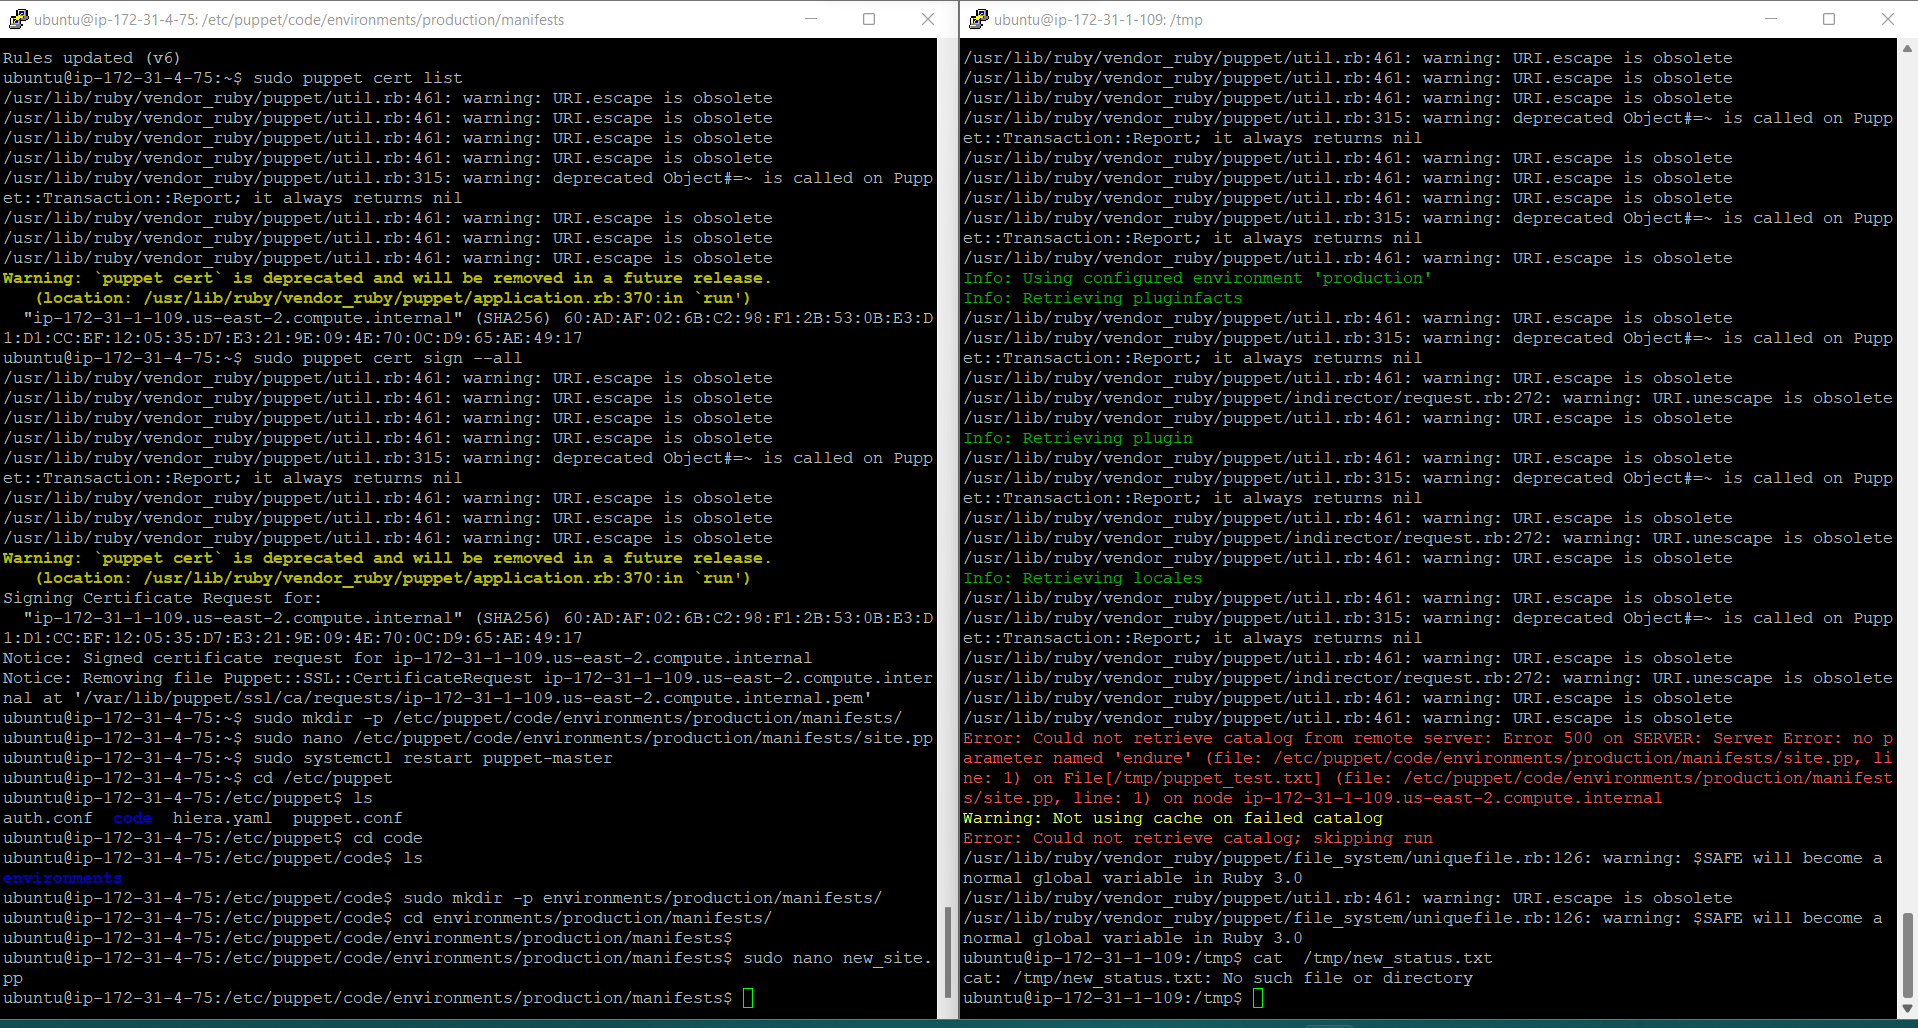 ubuntu@ip-172-31-4-75: /etc/puppet/code/environments/production/manifests
Rules updated (v6)
ubuntu@ip-172-31-4-75:~$ sudo puppet cert list
/usr/lib/ruby/vendor_ruby/puppet/util.rb:461: warning: URI.escape is obsolete
/usr/lib/ruby/vendor_ruby/puppet/util.rb:461: warning: URI.escape is obsolete
/usr/lib/ruby/vendor_ruby/puppet/util.rb:461: warning: URI.escape is obsolete
/usr/lib/ruby/vendor_ruby/puppet/util.rb:461: warning: URI.escape is obsolete
/usr/lib/ruby/vendor_ruby/puppet/util.rb:315: warning: deprecated Object#=~ is called on Pupp
et::Transaction::Report; it always returns nil
/usr/lib/ruby/vendor_ruby/puppet/util.rb:461: warning: URI.escape is obsolete
/usr/lib/ruby/vendor_ruby/puppet/util.rb:461: warning: URI.escape is obsolete
/usr/lib/ruby/vendor_ruby/puppet/util.rb:461: warning: URI.escape is obsolete
Warning: `puppet cert` is deprecated and will be removed in a future release.
   (location: /usr/lib/ruby/vendor_ruby/puppet/application.rb:370:in `run')
  "ip-172-31-1-109.us-east-2.compute.internal" (SHA256) 60:AD:AF:02:6B:C2:98:F1:2B:53:0B:E3:D
1:D1:CC:EF:12:05:35:D7:E3:21:9E:09:4E:70:0C:D9:65:AE:49:17
ubuntu@ip-172-31-4-75:~$ sudo puppet cert sign --all
/usr/lib/ruby/vendor_ruby/puppet/util.rb:461: warning: URI.escape is obsolete
/usr/lib/ruby/vendor_ruby/puppet/util.rb:461: warning: URI.escape is obsolete
/usr/lib/ruby/vendor_ruby/puppet/util.rb:461: warning: URI.escape is obsolete
/usr/lib/ruby/vendor_ruby/puppet/util.rb:461: warning: URI.escape is obsolete
/usr/lib/ruby/vendor_ruby/puppet/util.rb:315: warning: deprecated Object#=~ is called on Pupp
et::Transaction::Report; it always returns nil
/usr/lib/ruby/vendor_ruby/puppet/util.rb:461: warning: URI.escape is obsolete
/usr/lib/ruby/vendor_ruby/puppet/util.rb:461: warning: URI.escape is obsolete
/usr/lib/ruby/vendor_ruby/puppet/util.rb:461: warning: URI.escape is obsolete
Warning: `puppet cert` is deprecated and will be removed in a future release.
   (location: /usr/lib/ruby/vendor_ruby/puppet/application.rb:370:in `run')
Signing Certificate Request for:
  "ip-172-31-1-109.us-east-2.compute.internal" (SHA256) 60:AD:AF:02:6B:C2:98:F1:2B:53:0B:E3:D
1:D1:CC:EF:12:05:35:D7:E3:21:9E:09:4E:70:0C:D9:65:AE:49:17
Notice: Signed certificate request for ip-172-31-1-109.us-east-2.compute.internal
Notice: Removing file Puppet::SSL::CertificateRequest ip-172-31-1-109.us-east-2.compute.inter
nal at '/var/lib/puppet/ssl/ca/requests/ip-172-31-1-109.us-east-2.compute.internal.pem'
ubuntu@ip-172-31-4-75:~$ sudo mkdir -p /etc/puppet/code/environments/production/manifests/
ubuntu@ip-172-31-4-75:~$ sudo nano /etc/puppet/code/environments/production/manifests/site.pp
ubuntu@ip-172-31-4-75:~$ sudo systemctl restart puppet-master
ubuntu@ip-172-31-4-75:~$ cd /etc/puppet
ubuntu@ip-172-31-4-75:/etc/puppet$ ls
auth.conf  code  hiera.yaml  puppet.conf
ubuntu@ip-172-31-4-75:/etc/puppet$ cd code
ubuntu@ip-172-31-4-75:/etc/puppet/code$ ls
environments
ubuntu@ip-172-31-4-75:/etc/puppet/code$ sudo mkdir -p environments/production/manifests/
ubuntu@ip-172-31-4-75:/etc/puppet/code$ cd environments/production/manifests/
ubuntu@ip-172-31-4-75:/etc/puppet/code/environments/production/manifests$
ubuntu@ip-172-31-4-75:/etc/puppet/code/environments/production/manifests$ sudo nano new_site.
pp
ubuntu@ip-172-31-4-75:/etc/puppet/code/environments/production/manifests$
ubuntu@ip-172-31-1-109: /tmp
/usr/lib/ruby/vendor_ruby/puppet/util.rb:461: warning: URI.escape is obsolete
/usr/lib/ruby/vendor_ruby/puppet/util.rb:461: warning: URI.escape is obsolete
/usr/lib/ruby/vendor_ruby/puppet/util.rb:461: warning: URI.escape is obsolete
/usr/lib/ruby/vendor_ruby/puppet/util.rb:315: warning: deprecated Object#=~ is called on Pupp
et::Transaction::Report; it always returns nil
/usr/lib/ruby/vendor_ruby/puppet/util.rb:461: warning: URI.escape is obsolete
/usr/lib/ruby/vendor_ruby/puppet/util.rb:461: warning: URI.escape is obsolete
/usr/lib/ruby/vendor_ruby/puppet/util.rb:461: warning: URI.escape is obsolete
/usr/lib/ruby/vendor_ruby/puppet/util.rb:315: warning: deprecated Object#=~ is called on Pupp
et::Transaction::Report; it always returns nil
/usr/lib/ruby/vendor_ruby/puppet/util.rb:461: warning: URI.escape is obsolete
Info: Using configured environment 'production'
Info: Retrieving pluginfacts
/usr/lib/ruby/vendor_ruby/puppet/util.rb:461: warning: URI.escape is obsolete
/usr/lib/ruby/vendor_ruby/puppet/util.rb:315: warning: deprecated Object#=~ is called on Pupp
et::Transaction::Report; it always returns nil
/usr/lib/ruby/vendor_ruby/puppet/util.rb:461: warning: URI.escape is obsolete
/usr/lib/ruby/vendor_ruby/puppet/indirector/request.rb:272: warning: URI.unescape is obsolete
/usr/lib/ruby/vendor_ruby/puppet/util.rb:461: warning: URI.escape is obsolete
Info: Retrieving plugin
/usr/lib/ruby/vendor_ruby/puppet/util.rb:461: warning: URI.escape is obsolete
/usr/lib/ruby/vendor_ruby/puppet/util.rb:315: warning: deprecated Object#=~ is called on Pupp
et::Transaction::Report; it always returns nil
/usr/lib/ruby/vendor_ruby/puppet/util.rb:461: warning: URI.escape is obsolete
/usr/lib/ruby/vendor_ruby/puppet/indirector/request.rb:272: warning: URI.unescape is obsolete
/usr/lib/ruby/vendor_ruby/puppet/util.rb:461: warning: URI.escape is obsolete
Info: Retrieving locales
/usr/lib/ruby/vendor_ruby/puppet/util.rb:461: warning: URI.escape is obsolete
/usr/lib/ruby/vendor_ruby/puppet/util.rb:315: warning: deprecated Object#=~ is called on Pupp
et::Transaction::Report; it always returns nil
/usr/lib/ruby/vendor_ruby/puppet/util.rb:461: warning: URI.escape is obsolete
/usr/lib/ruby/vendor_ruby/puppet/indirector/request.rb:272: warning: URI.unescape is obsolete
/usr/lib/ruby/vendor_ruby/puppet/util.rb:461: warning: URI.escape is obsolete
/usr/lib/ruby/vendor_ruby/puppet/util.rb:461: warning: URI.escape is obsolete
Error: Could not retrieve catalog from remote server: Error 500 on SERVER: Server Error: no p
arameter named 'endure' (file: /etc/puppet/code/environments/production/manifests/site.pp, li
ne: 1) on File[/tmp/puppet_test.txt] (file: /etc/puppet/code/environments/production/manifest
s/site.pp, line: 1) on node ip-172-31-1-109.us-east-2.compute.internal
Warning: Not using cache on failed catalog
Error: Could not retrieve catalog; skipping run
/usr/lib/ruby/vendor_ruby/puppet/file_system/uniquefile.rb:126: warning: $SAFE will become a
normal global variable in Ruby 3.0
/usr/lib/ruby/vendor_ruby/puppet/util.rb:461: warning: URI.escape is obsolete
/usr/lib/ruby/vendor_ruby/puppet/file_system/uniquefile.rb:126: warning: $SAFE will become a
normal global variable in Ruby 3.0
ubuntu@ip-172-31-1-109:/tmp$ cat  /tmp/new_status.txt
cat: /tmp/new_status.txt: No such file or directory
ubuntu@ip-172-31-1-109:/tmp$